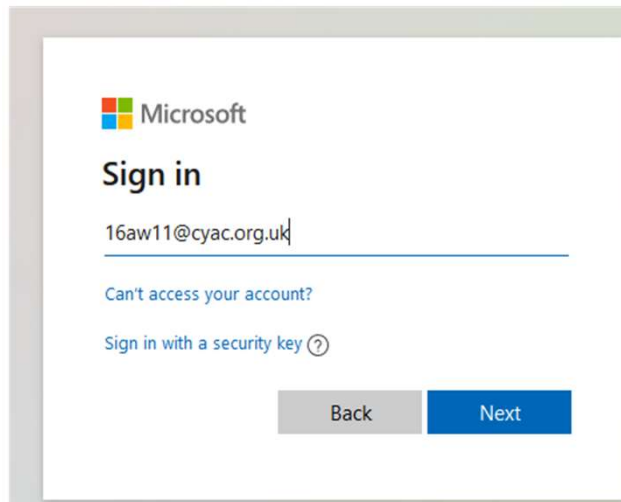 Microsoft
Sign in
16aw11@cyac.org.uk
Can't access your account?
Sign in with a security key ?
Back Next